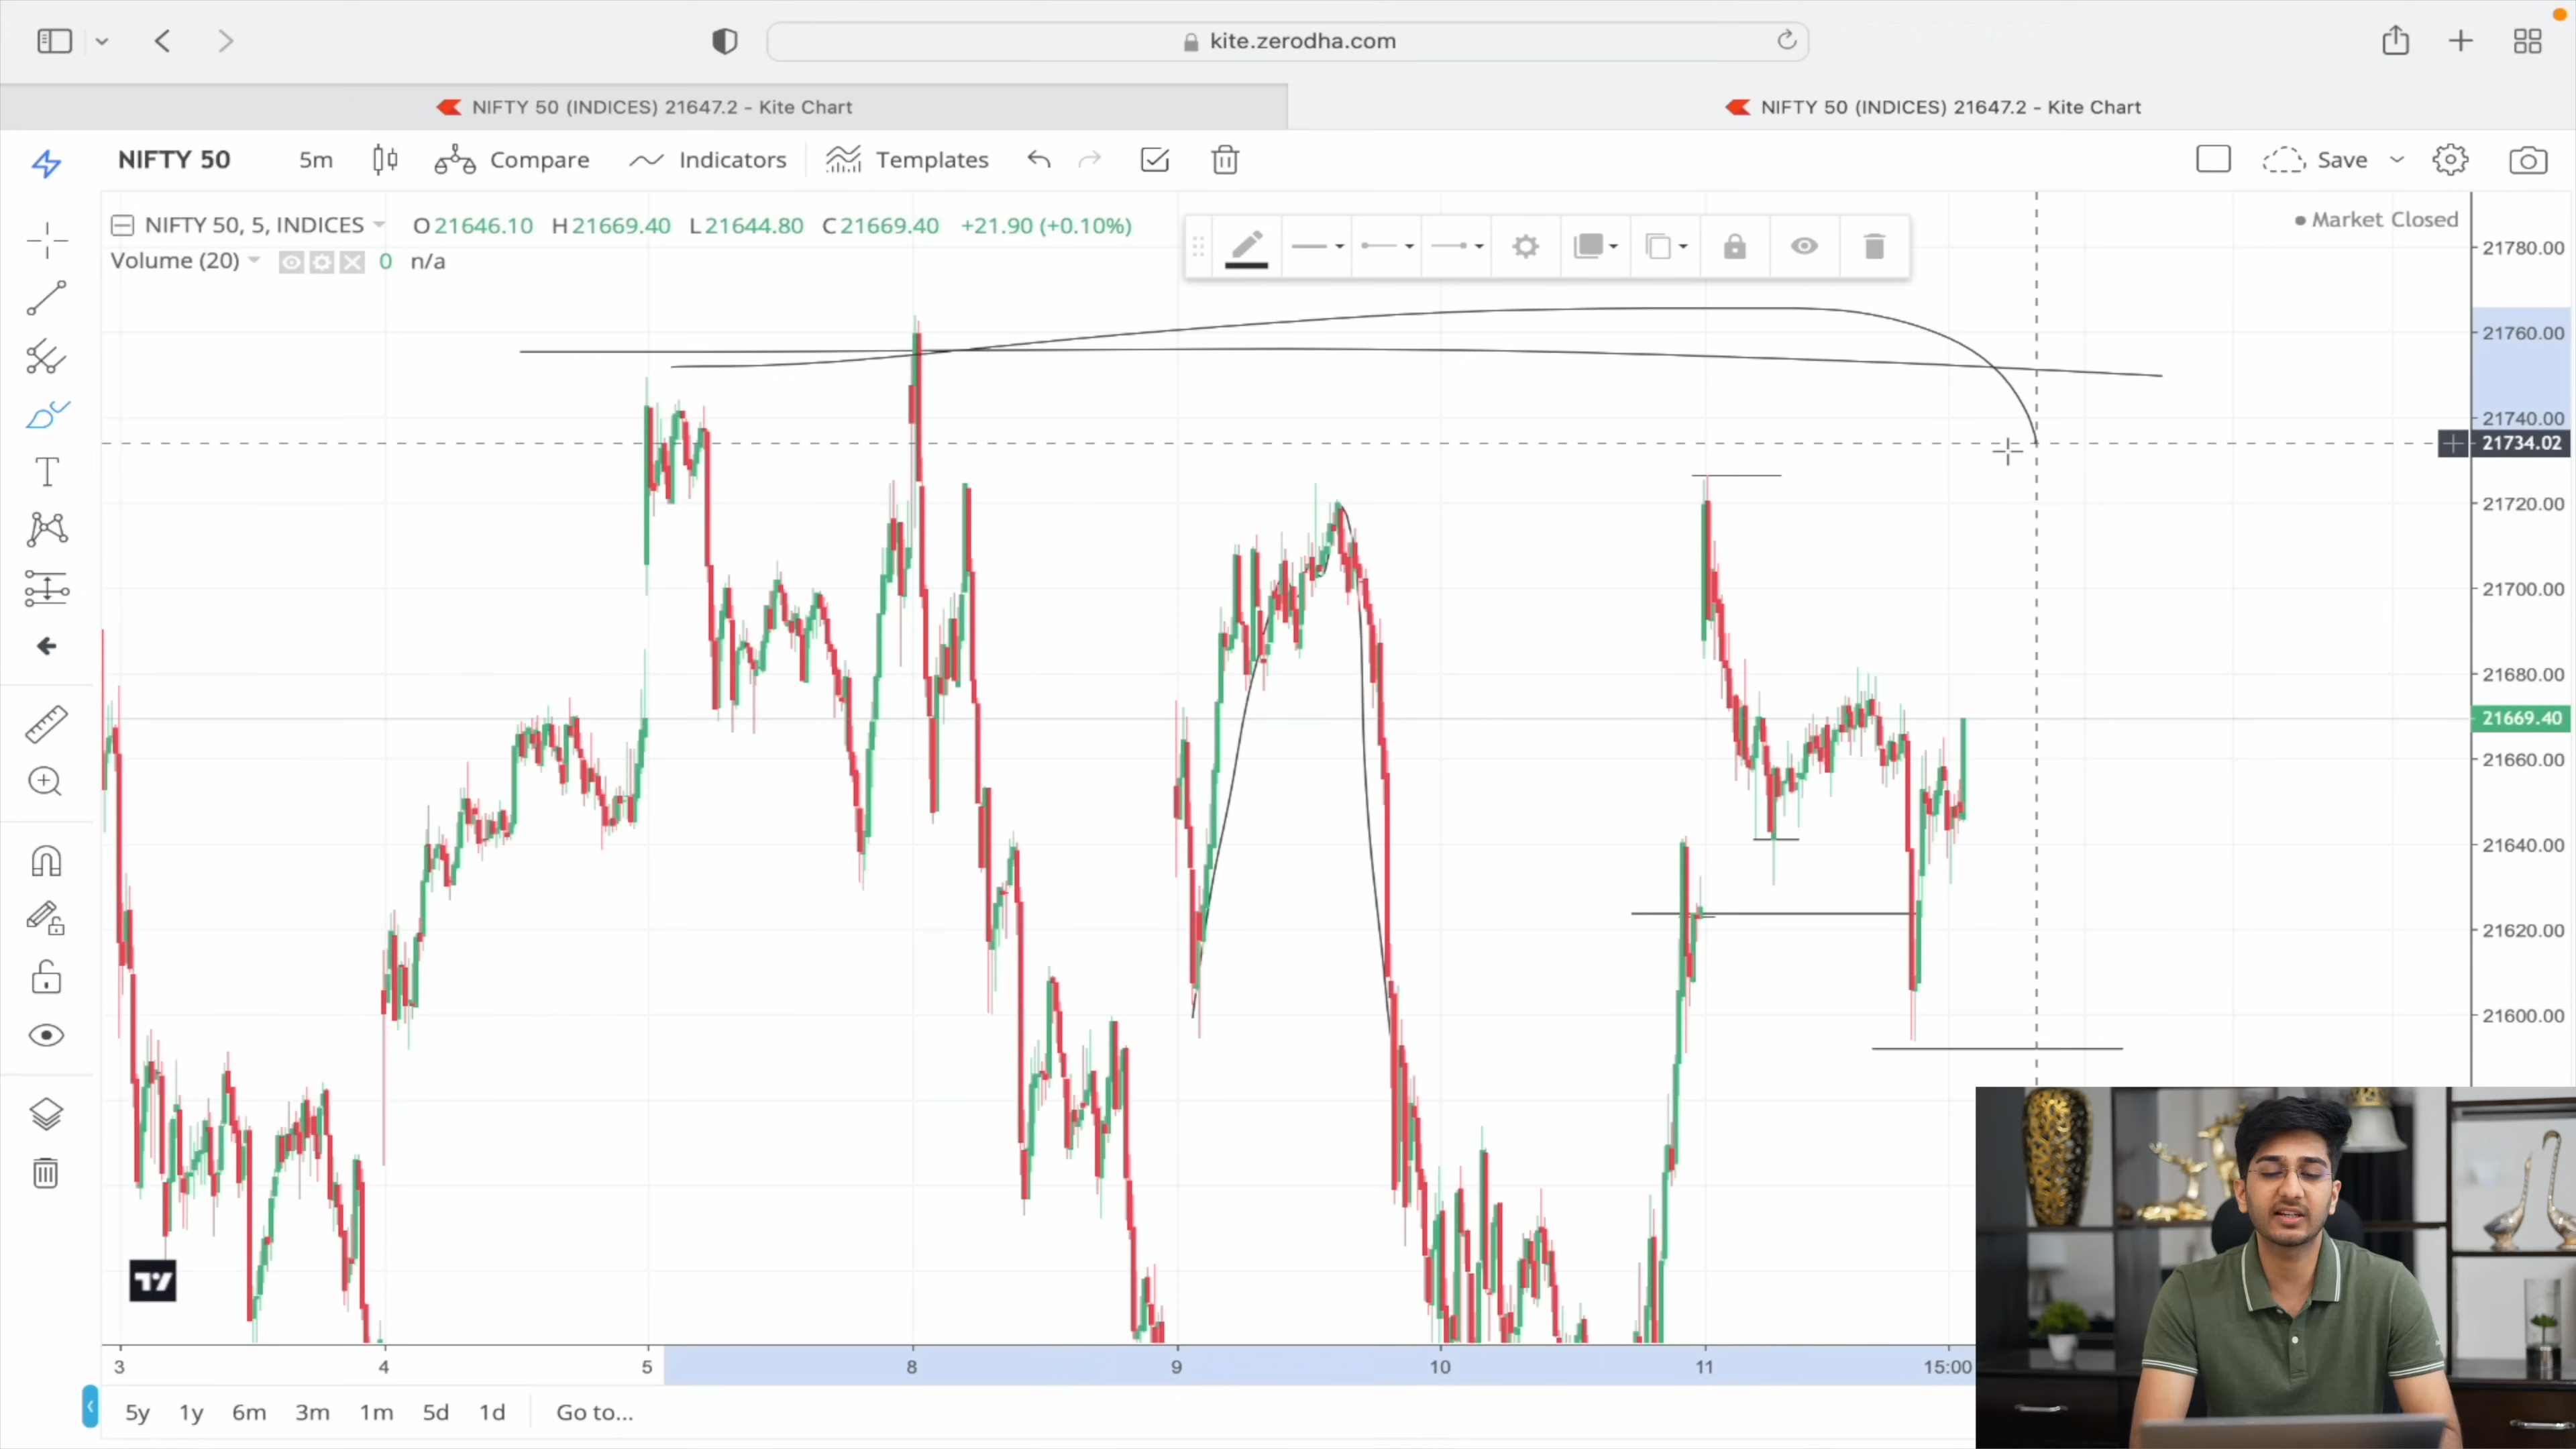 kite.zerodha.com
NIFTY 50 (INDICES) 21647.2 - Kite Chart
NIFTY 50 (INDICES) 21647.2 - Kite Chart
NIFTY 50 5m Compare Indicators Templates Save
NIFTY 50, 5, INDICES O21646.10 H21669.40 L21644.80 C21669.40 +21.90 (+0.10%)
Market Closed
Volume (20) 0 n/a
21780.00
21760.00
21740.00
21734.02
21720.00
21700.00
21680.00
21669.40
21660.00
21640.00
21620.00
21600.00
3 4 5 8 9 10 11 15:00
5y 1y 6m 3m 1m 5d 1d Go to...